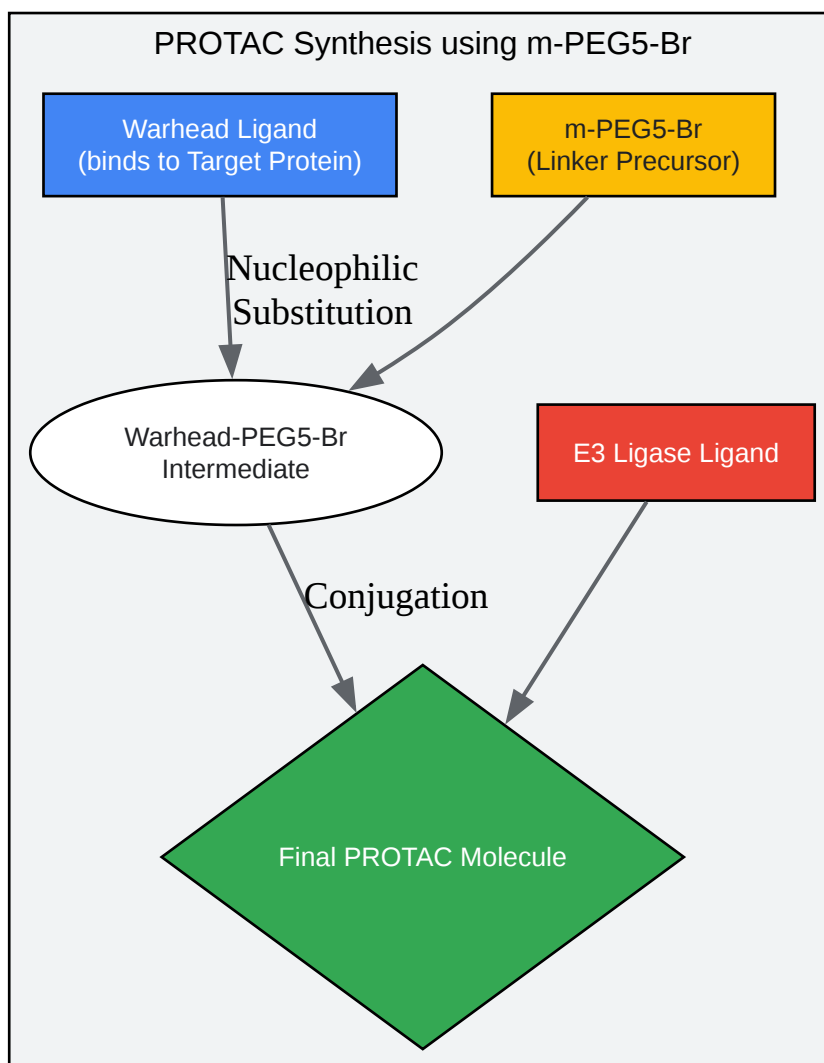 PROTAC Synthesis using m-PEG5-Br
Warhead Ligand
(binds to Target Protein)
m-PEG5-Br
(Linker Precursor)
Nucleophilic
Substitution
Warhead-PEG5-Br
Intermediate
E3 Ligase Ligand
Conjugation
Final PROTAC Molecule